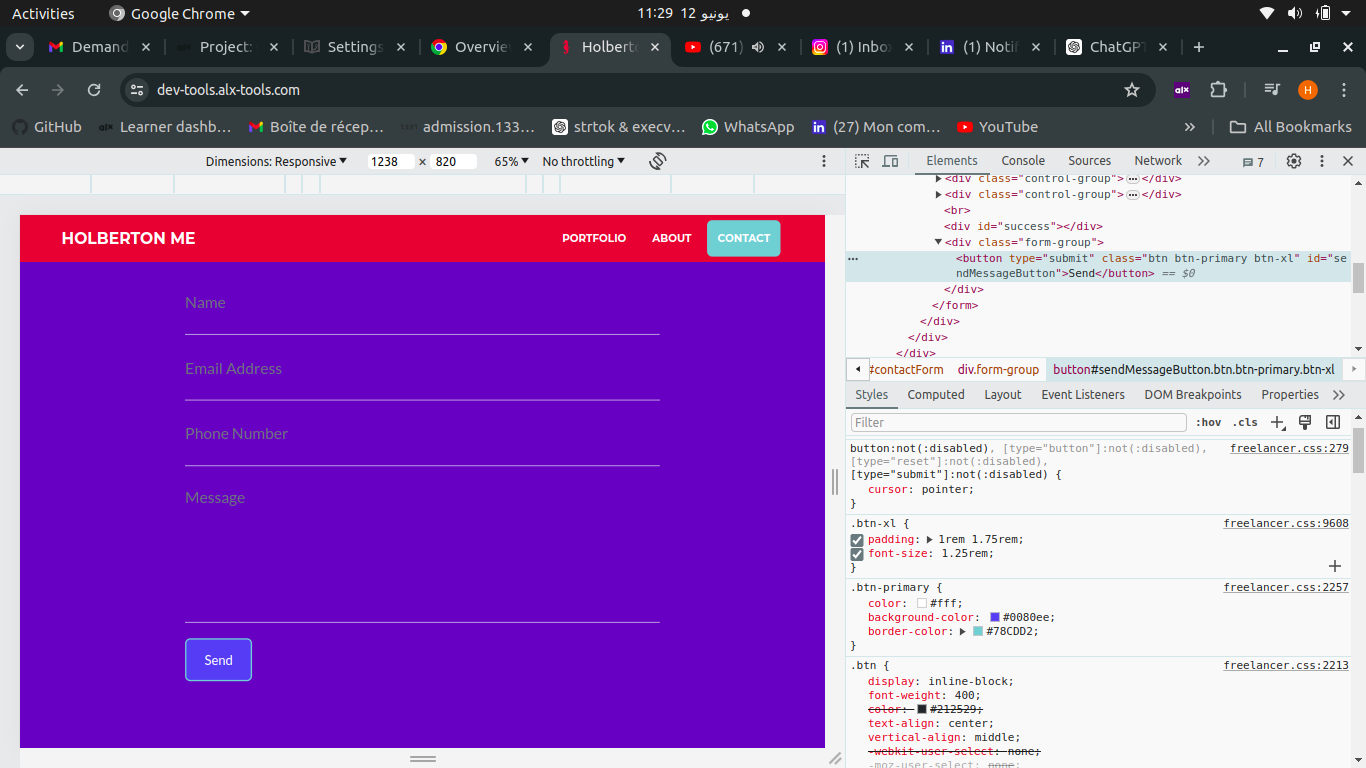 Activities Google Chrome 11:29 12 يونيو
Demand Project: Settings Overvie Holberto (671) (1) Inbo (1) Notif ChatGPT
dev-tools.alx-tools.com alx H
GitHub alx Learner dashb… Boîte de récep… admission.133… strtok & execv… WhatsApp (27) Mon com… YouTube » All Bookmarks
Dimensions: Responsive 1238 × 820 65% No throttling
Elements Console Sources Network » 7
HOLBERTON ME PORTFOLIO ABOUT CONTACT
Name
Email Address
Phone Number
Message
Send
<div class="control-group"> … </div>
<div class="control-group"> … </div>
<br>
<div id="success"></div>
<div class="form-group">
… <button type="submit" class="btn btn-primary btn-xl" id="se
ndMessageButton">Send</button> == $0
</div>
</form>
</div>
</div>
</div>
#contactForm div.form-group button#sendMessageButton.btn.btn-primary.btn-xl
Styles Computed Layout Event Listeners DOM Breakpoints Properties »
Filter :hov .cls
button:not(:disabled), [type="button"]:not(:disabled), freelancer.css:279
[type="reset"]:not(:disabled),
[type="submit"]:not(:disabled) {
cursor: pointer;
}
.btn-xl { freelancer.css:9608
padding: 1rem 1.75rem;
font-size: 1.25rem;
}
.btn-primary { freelancer.css:2257
color: #fff;
background-color: #0080ee;
border-color: #78CDD2;
}
.btn { freelancer.css:2213
display: inline-block;
font-weight: 400;
color: #212529;
text-align: center;
vertical-align: middle;
-webkit-user-select: none;
-moz-user-select: none;